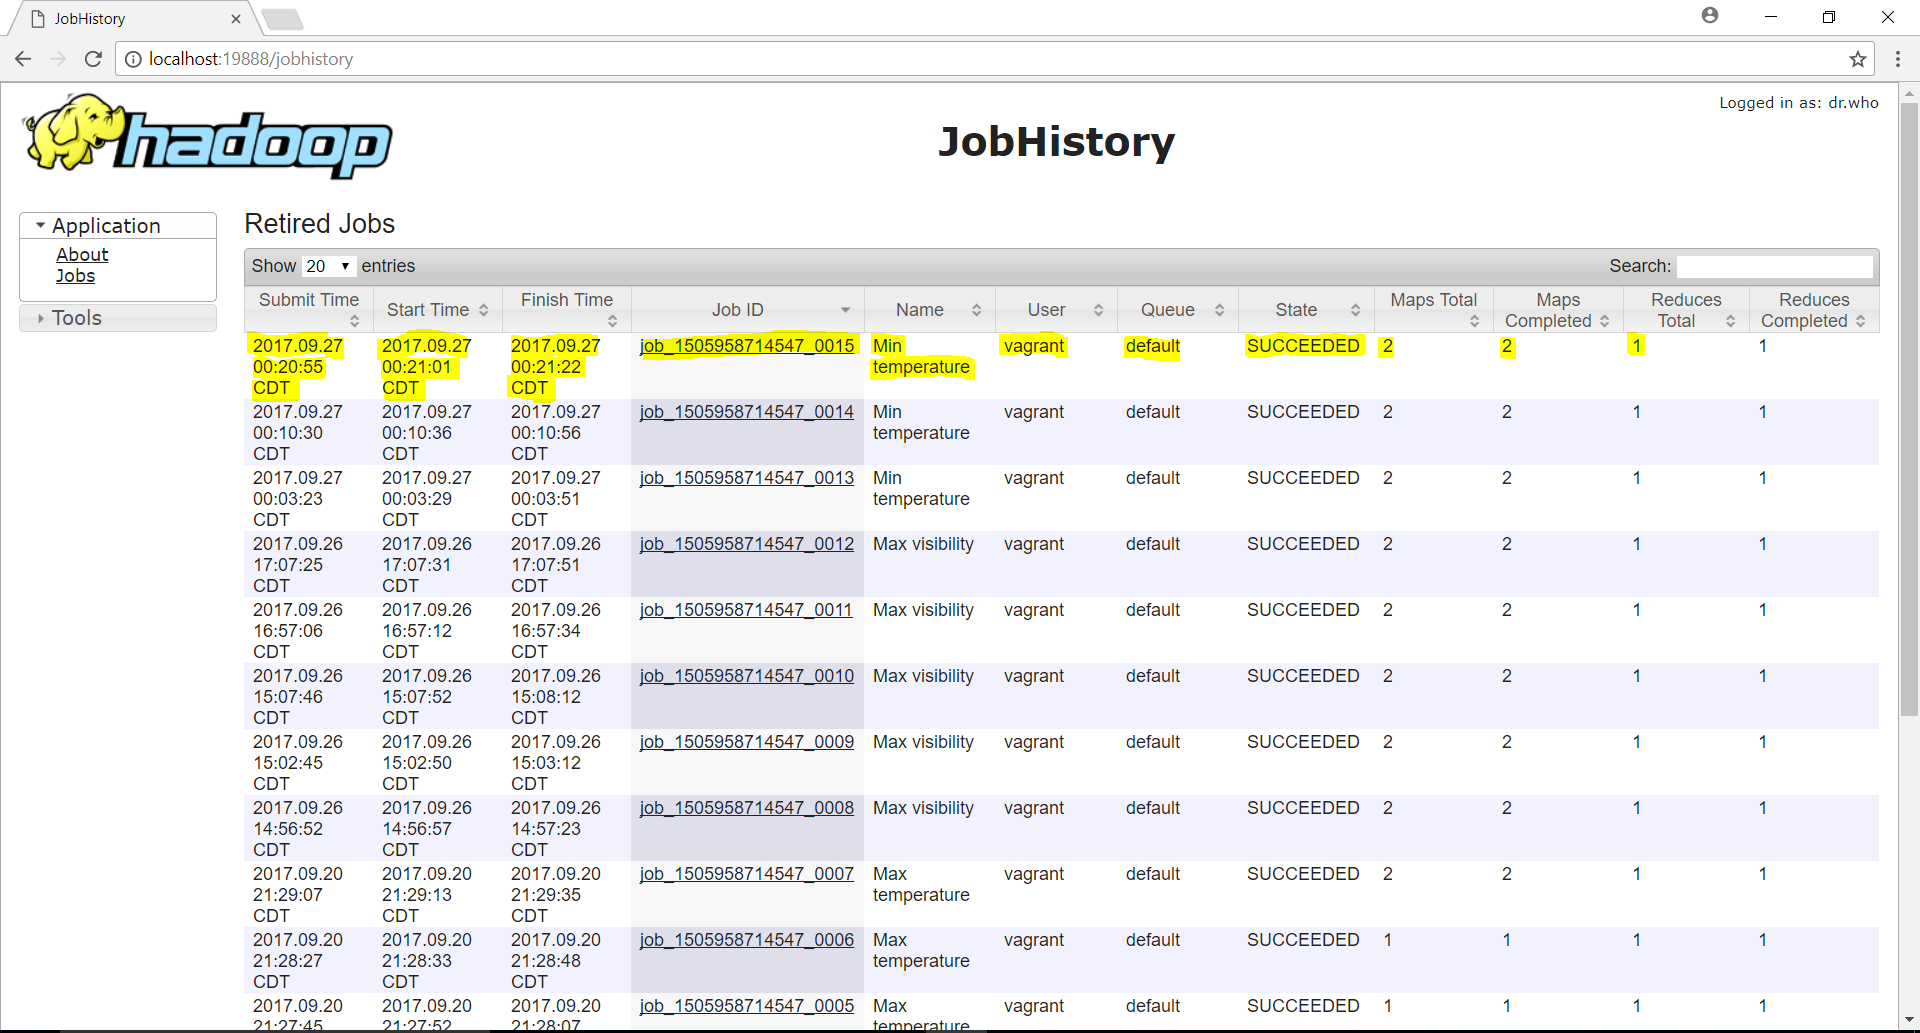 JobHistory
localhost:19888/jobhistory
Logged in as: dr.who
hadoop
JobHistory
Application
About
Jobs
Tools
Retired Jobs
Show 20 entries Search:
Submit Time Start Time Finish Time Job ID Name User Queue State Maps Total Maps Completed Reduces Total Reduces Completed
2017.09.27 00:20:55 CDT 2017.09.27 00:21:01 CDT 2017.09.27 00:21:22 CDT job_1505958714547_0015 Min temperature vagrant default SUCCEEDED 2 2 1 1
2017.09.27 00:10:30 CDT 2017.09.27 00:10:36 CDT 2017.09.27 00:10:56 CDT job_1505958714547_0014 Min temperature vagrant default SUCCEEDED 2 2 1 1
2017.09.27 00:03:23 CDT 2017.09.27 00:03:29 CDT 2017.09.27 00:03:51 CDT job_1505958714547_0013 Min temperature vagrant default SUCCEEDED 2 2 1 1
2017.09.26 17:07:25 CDT 2017.09.26 17:07:31 CDT 2017.09.26 17:07:51 CDT job_1505958714547_0012 Max visibility vagrant default SUCCEEDED 2 2 1 1
2017.09.26 16:57:06 CDT 2017.09.26 16:57:12 CDT 2017.09.26 16:57:34 CDT job_1505958714547_0011 Max visibility vagrant default SUCCEEDED 2 2 1 1
2017.09.26 15:07:46 CDT 2017.09.26 15:07:52 CDT 2017.09.26 15:08:12 CDT job_1505958714547_0010 Max visibility vagrant default SUCCEEDED 2 2 1 1
2017.09.26 15:02:45 CDT 2017.09.26 15:02:50 CDT 2017.09.26 15:03:12 CDT job_1505958714547_0009 Max visibility vagrant default SUCCEEDED 2 2 1 1
2017.09.26 14:56:52 CDT 2017.09.26 14:56:57 CDT 2017.09.26 14:57:23 CDT job_1505958714547_0008 Max visibility vagrant default SUCCEEDED 2 2 1 1
2017.09.20 21:29:07 CDT 2017.09.20 21:29:13 CDT 2017.09.20 21:29:35 CDT job_1505958714547_0007 Max temperature vagrant default SUCCEEDED 2 2 1 1
2017.09.20 21:28:27 CDT 2017.09.20 21:28:33 CDT 2017.09.20 21:28:48 CDT job_1505958714547_0006 Max temperature vagrant default SUCCEEDED 1 1 1 1
2017.09.20 21:27:45 2017.09.20 21:27:52 2017.09.20 21:28:07 job_1505958714547_0005 Max temperature vagrant default SUCCEEDED 1 1 1 1